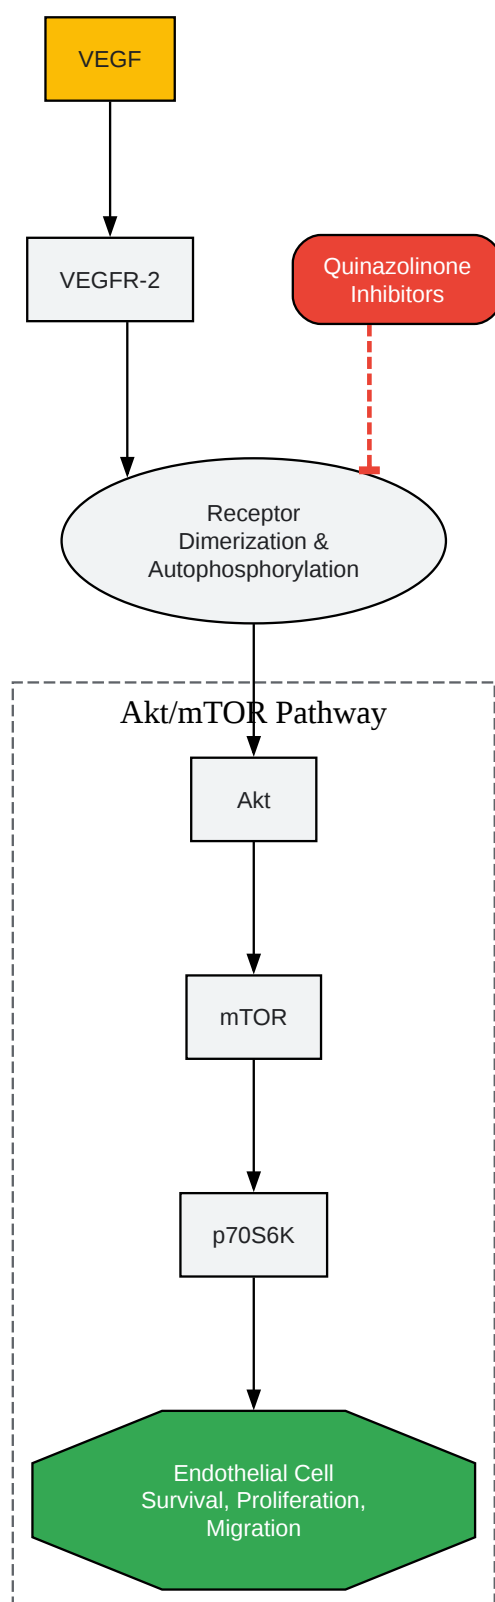 VEGF
VEGFR-2
Quinazolinone
Inhibitors
Receptor
Dimerization &
Autophosphorylation
Akt/mTOR Pathway
Akt
mTOR
p70S6K
Endothelial Cell
Survival, Proliferation,
Migration